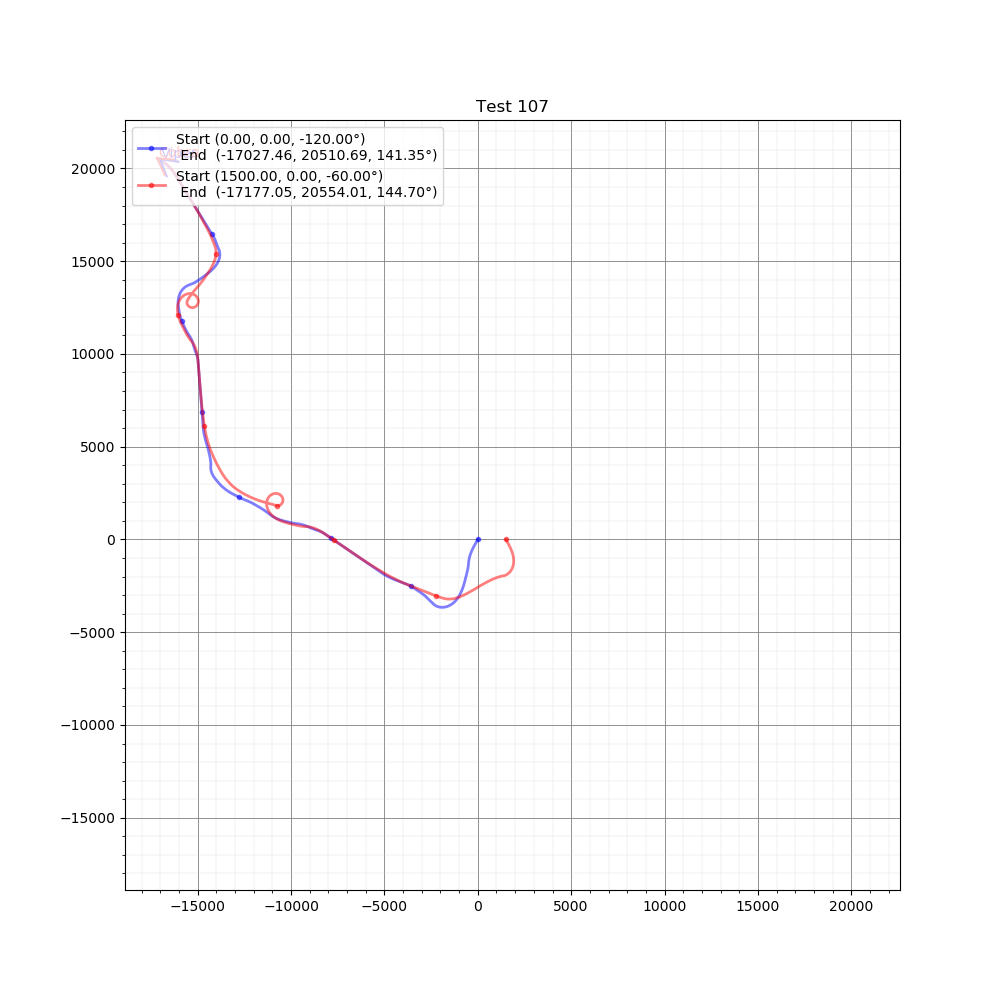 Test 107
Start (0.00, 0.00, -120.00°)
End (-17027.46, 20510.69, 141.35°)
Start (1500.00, 0.00, -60.00°)
End (-17177.05, 20554.01, 144.70°)
20000
15000
10000
5000
0
−5000
−10000
−15000
−15000 −10000 −5000 0 5000 10000 15000 20000